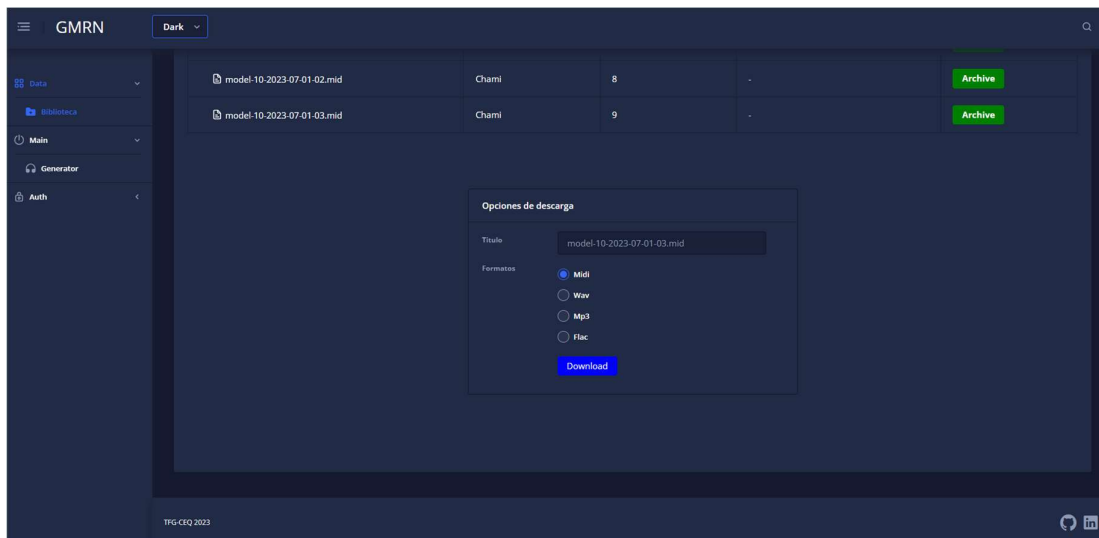 GMRN Dark
Data
Biblioteca
Main
Generator
Auth
model-10-2023-07-01-02.mid Chami 8 - Archive
model-10-2023-07-01-03.mid Chami 9 - Archive
Opciones de descarga
Titulo model-10-2023-07-01-03.mid
Formatos
Midi
Wav
Mp3
Flac
Download
TFG-CEQ 2023
in